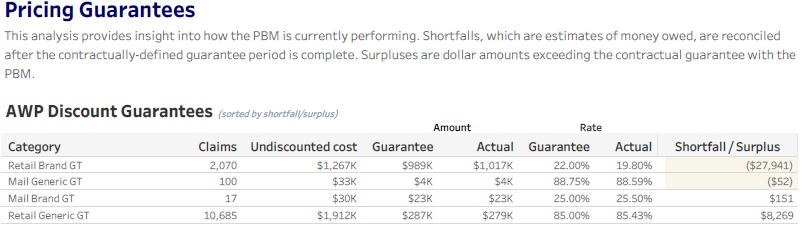 Pricing Guarantees
This analysis provides insight into how the PBM is currently performing. Shortfalls, which are estimates of money owed, are reconciled
after the contractually-defined guarantee period is complete. Surpluses are dollar amounts exceeding the contractual guarantee with the
PBM.
AWP Discount Guarantees (sorted by shortfall/surplus)
Amount Rate
Category Claims Undiscounted cost Guarantee Actual Guarantee Actual Shortfall / Surplus
Retail Brand GT 2,070 $1,267K $989K $1,017K 22.00% 19.80% ($27,941)
Mail Generic GT 100 $33K $4K $4K 88.75% 88.59% ($52)
Mail Brand GT 17 $30K $23K $23K 25.00% 25.50% $151
Retail Generic GT 10,685 $1,912K $287K $279K 85.00% 85.43% $8,269